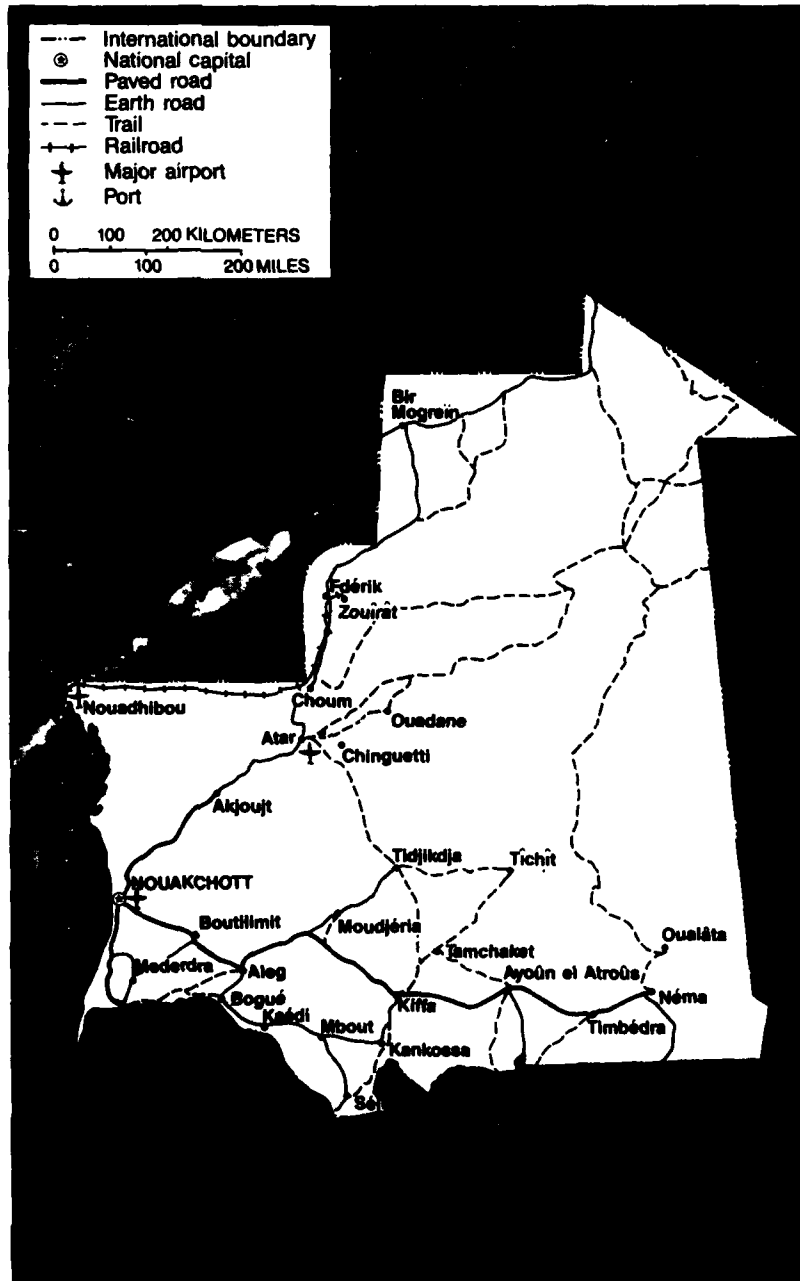 International boundary
National capital
Paved road
Earth road
Trail
Railroad
Major airport
Port
0 100 200 KILOMETERS
0 100 200 MILES
Bir
Mogreïn
Fdérik
Zouîrât
Choum
Nouadhibou
Ouadane
Atar
Chinguetti
Akjoujt
Tidjikdja
Tîchît
NOUAKCHOTT
Boutilimit
Moudjéria
Oualâta
Tamchaket
Mederdra
Aleg
Ayoûn el Atroûs
Bogué
Kiffa
Néma
Kaédi
Mbout
Timbédra
Kankossa